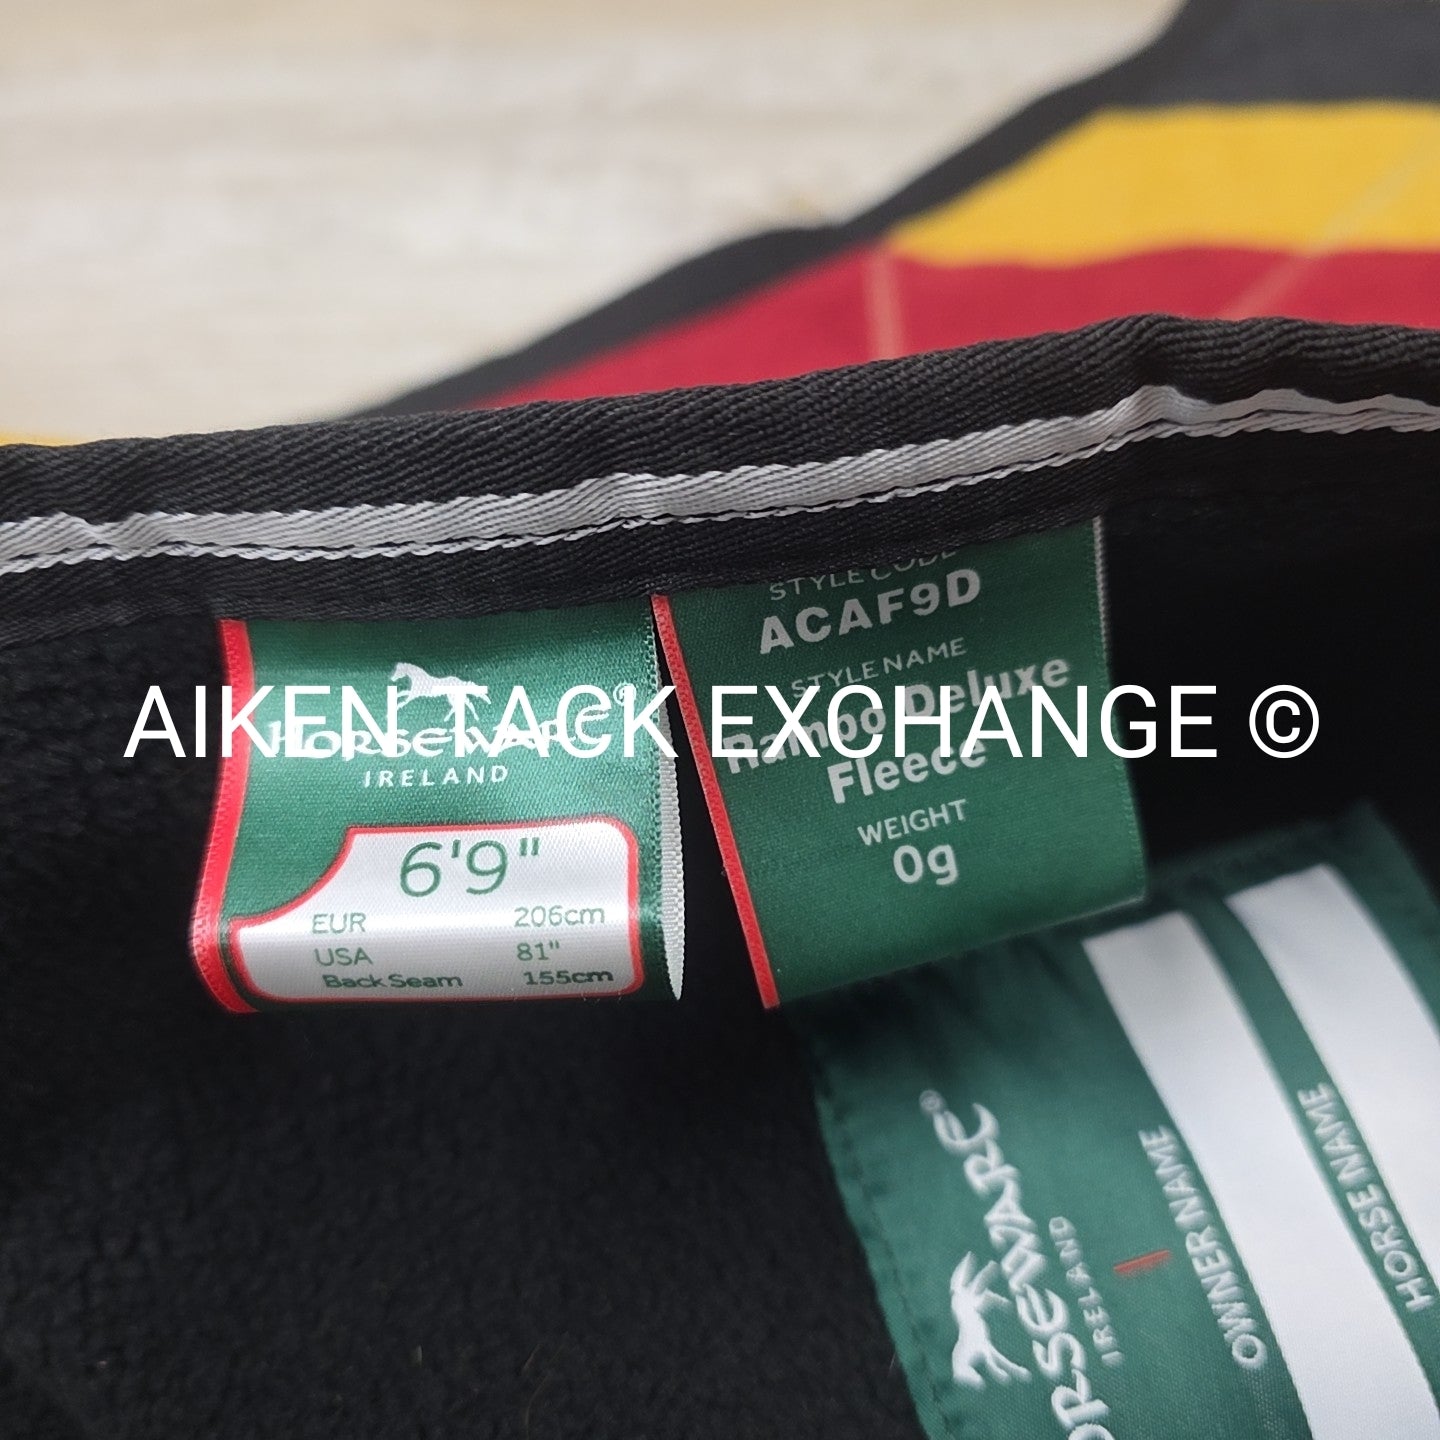 STYLE CODE
ACAF9D
STYLE NAME
Rambo Deluxe
Fleece
WEIGHT
0g
AIKEN TACK EXCHANGE ©
HORSEWARE®
IRELAND
6'9"
EUR 206cm
USA 81"
Back Seam 155cm
HORSEWARE®
IRELAND
OWNER NAME
HORSE NAME